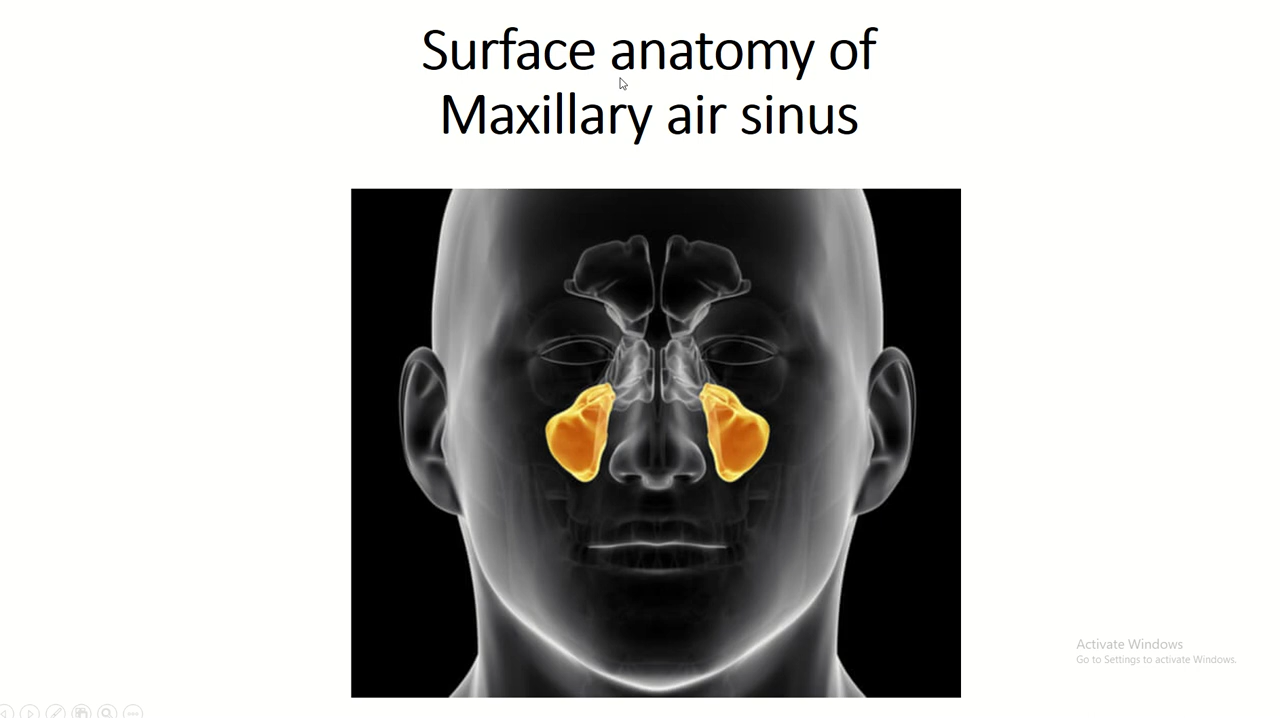 Surface anatomy of
Maxillary air sinus
Activate Windows
Go to Settings to activate Windows.